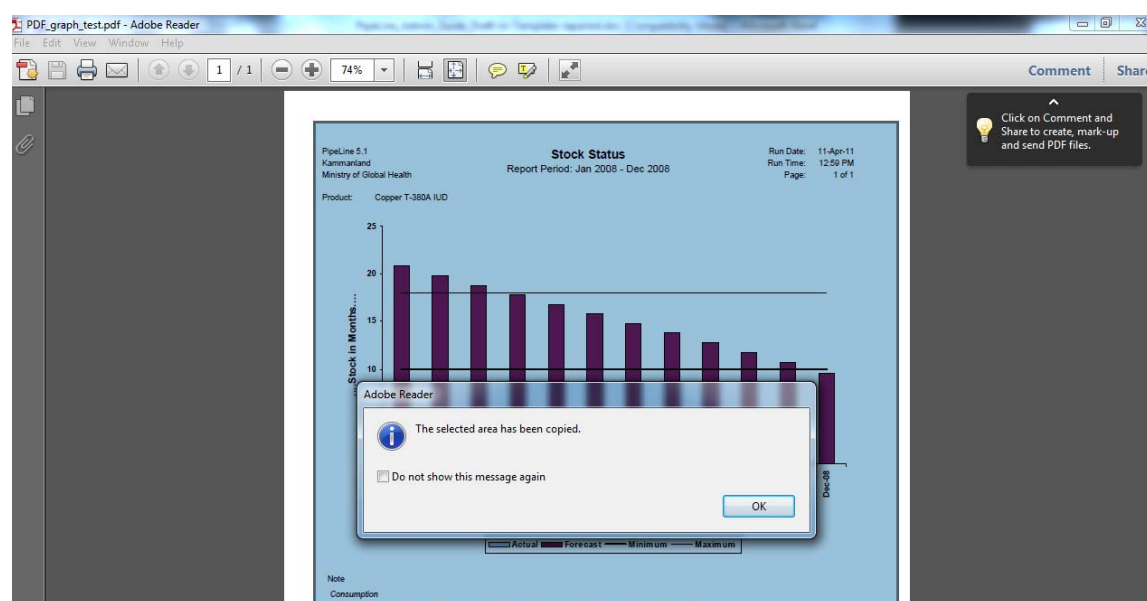 PDF_graph_test.pdf - Adobe Reader
File Edit View Window Help
1 / 1 74% Comment Share
Click on Comment and
Share to create, mark-up
and send PDF files.
PipeLine 5.1 Stock Status Run Date: 11-Apr-11
Kammanland Report Period: Jan 2008 - Dec 2008 Run Time: 12:59 PM
Ministry of Global Health Page: 1 of 1
Product: Copper T-380A IUD
25
20
15
10
Stock in Months....
Adobe Reader
The selected area has been copied.
Do not show this message again
OK
Dec-08
Actual Forecast Minimum Maximum
Note
Consumption